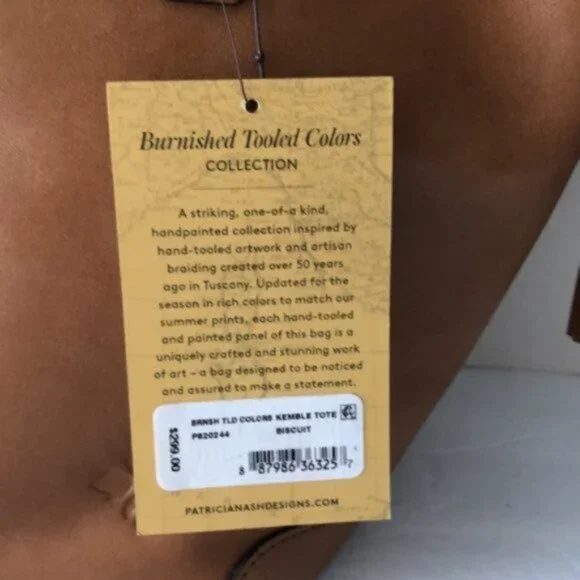 Burnished Tooled Colors
COLLECTION
A striking, one-of-a kind,
handpainted collection inspired by
hand-tooled artwork and artisan
braiding created over 50 years
ago in Tuscany. Updated for the
season in rich colors to match our
summer prints, each hand-tooled
and painted panel of this bag is a
uniquely crafted and stunning work
of art – a bag designed to be noticed
and assured to make a statement.
BRNSH TLD COLORS KEMBLE TOTE
P820244 BISCUIT
$299.00
8 87986 36325 7
PATRICIANASHDESIGNS.COM